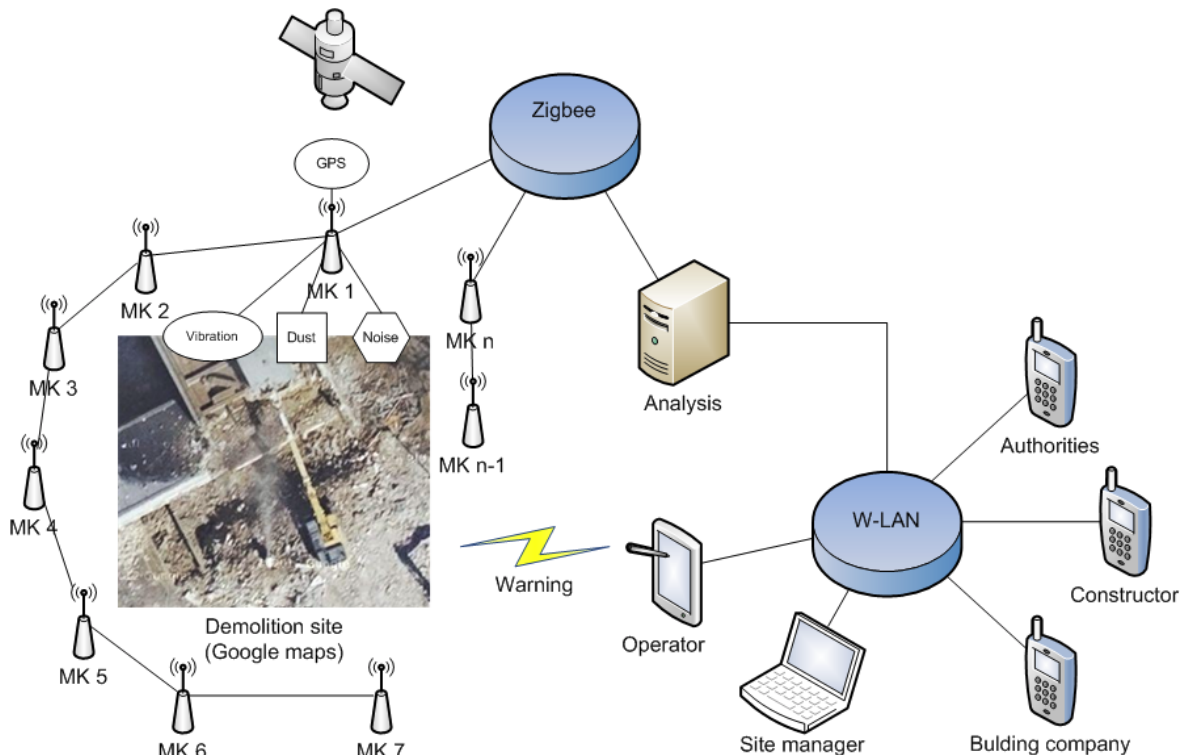 Zigbee
GPS
MK 1
MK 2
Vibration
Dust
Noise
MK n
MK 3
Analysis
Authorities
MK n-1
MK 4
W-LAN
Warning
Constructor
Demolition site
(Google maps)
Operator
MK 5
MK 6
MK 7
Site manager
Bulding company